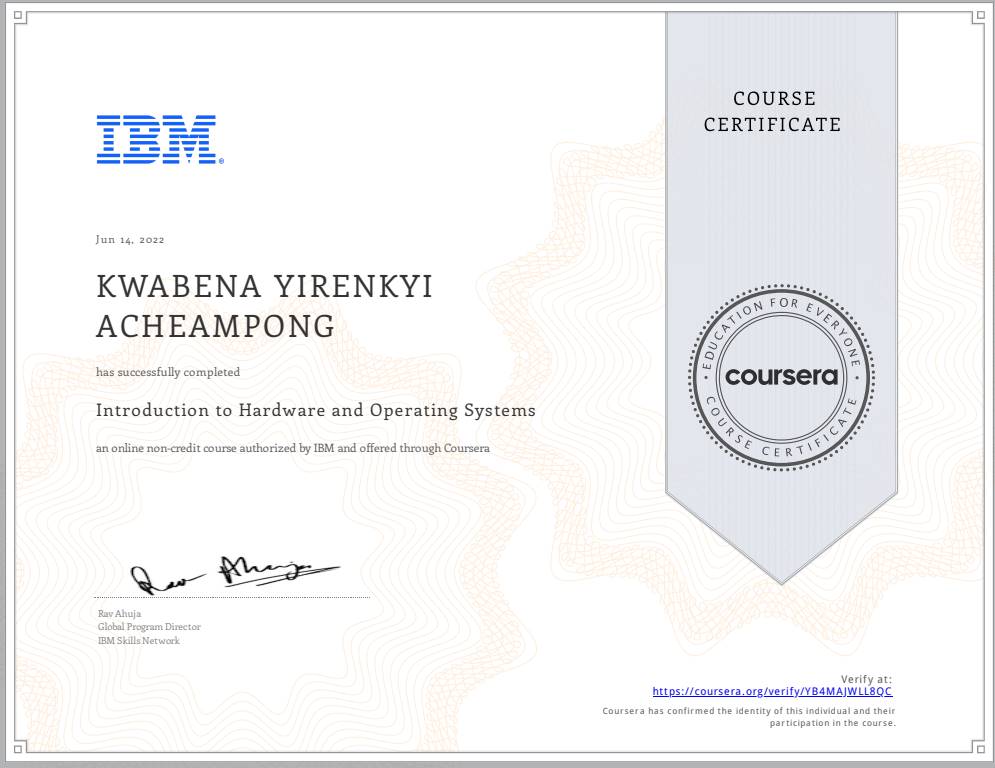 COURSE
CERTIFICATE
IBM®
Jun 14, 2022
KWABENA YIRENKYI
ACHEAMPONG
has successfully completed
Introduction to Hardware and Operating Systems
an online non-credit course authorized by IBM and offered through Coursera
EDUCATION FOR EVERYONE
coursera
COURSE CERTIFICATE
Rav Ahuja
Rav Ahuja
Global Program Director
IBM Skills Network
Verify at:
https://coursera.org/verify/YB4MAJWLL8QC
Coursera has confirmed the identity of this individual and their
participation in the course.